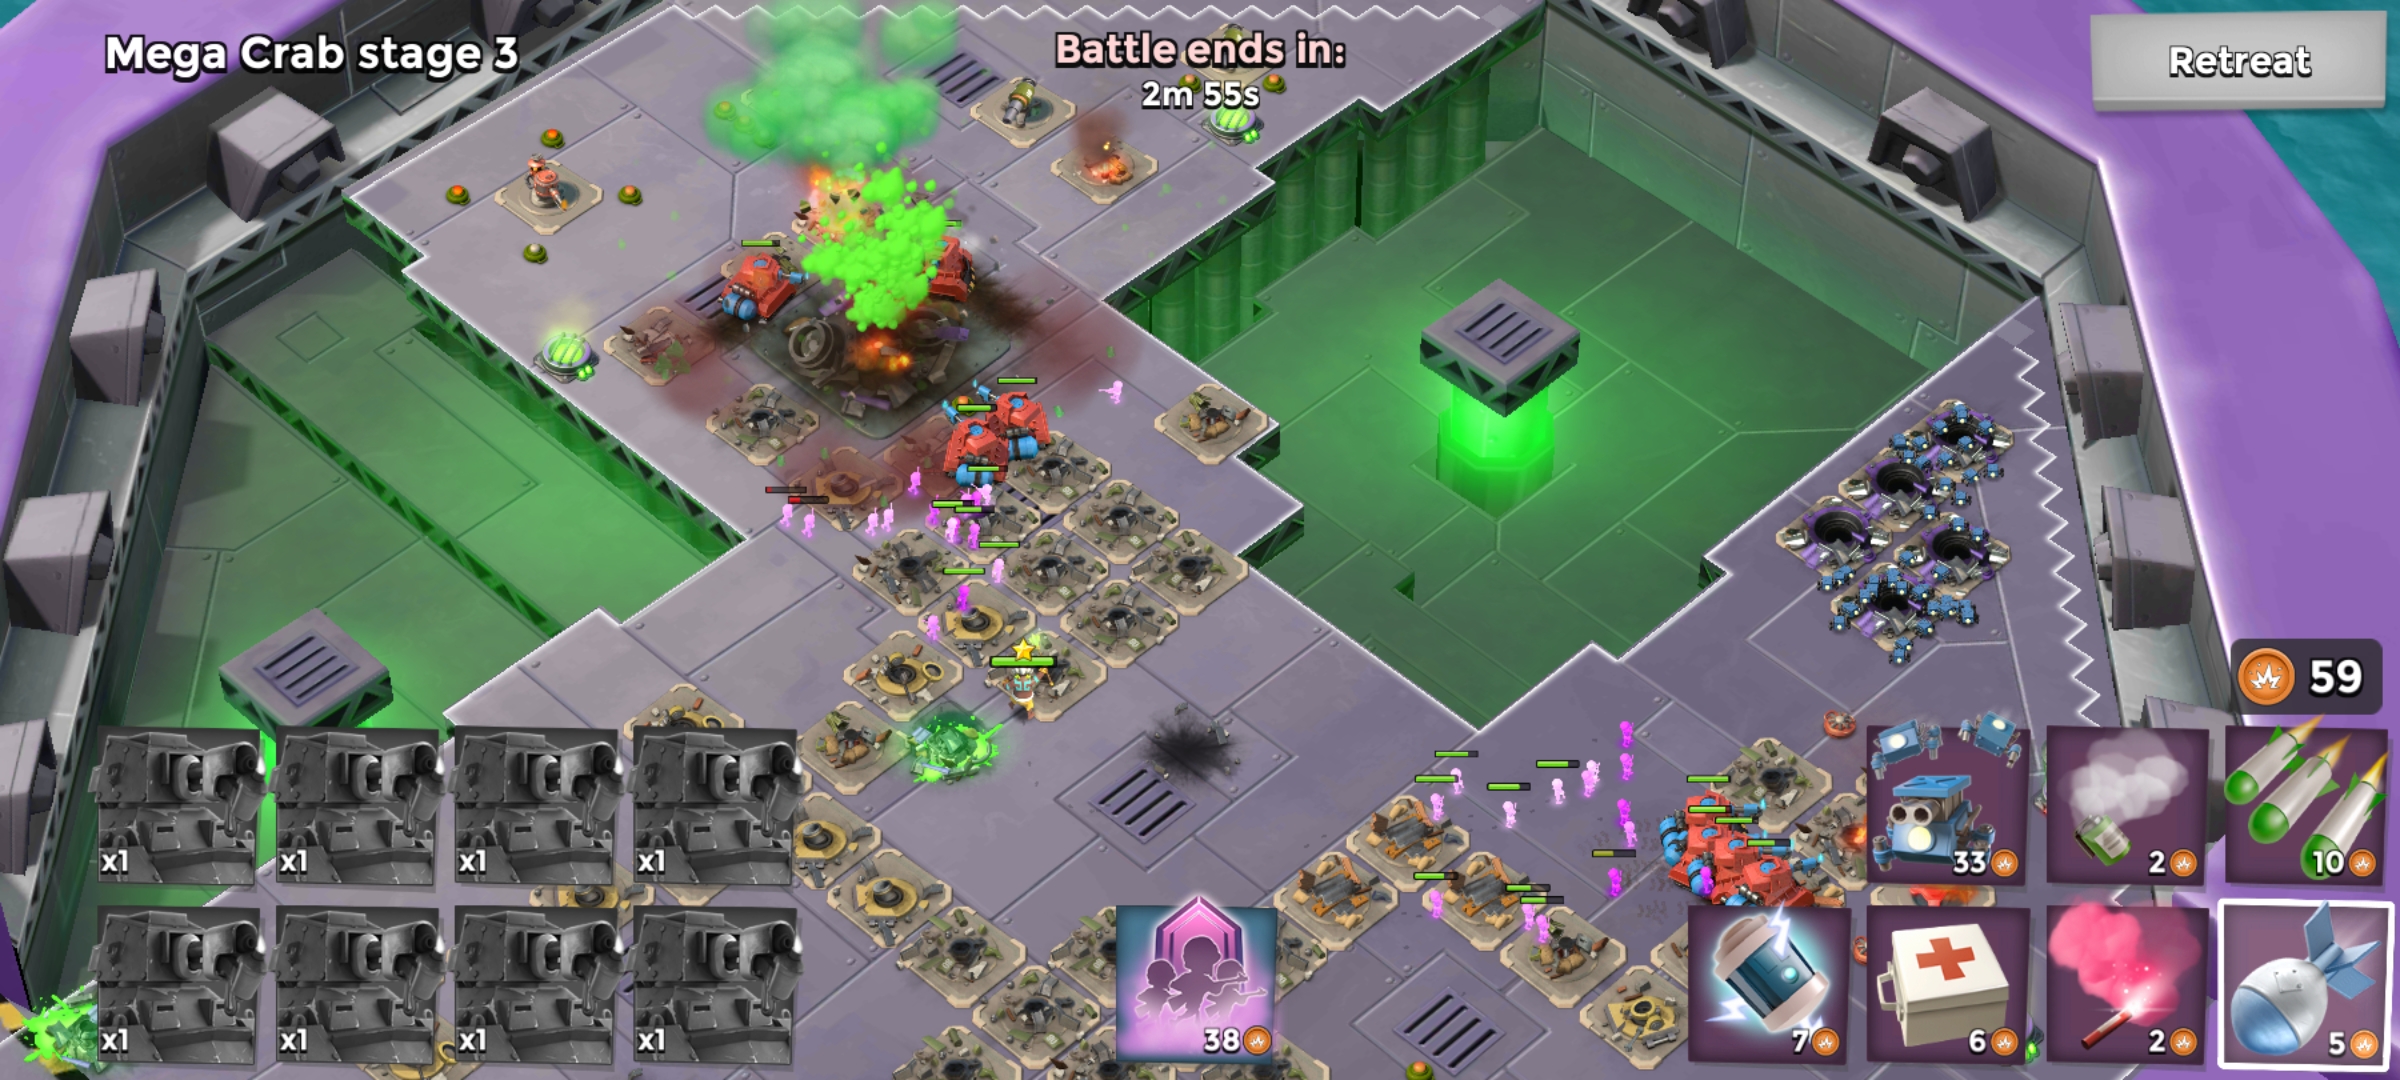 Mega Crab stage 3
Battle ends in:
2m 55s
Retreat
59
x1
x1
x1
x1
33
2
10
x1
x1
x1
x1
38
7
6
2
5